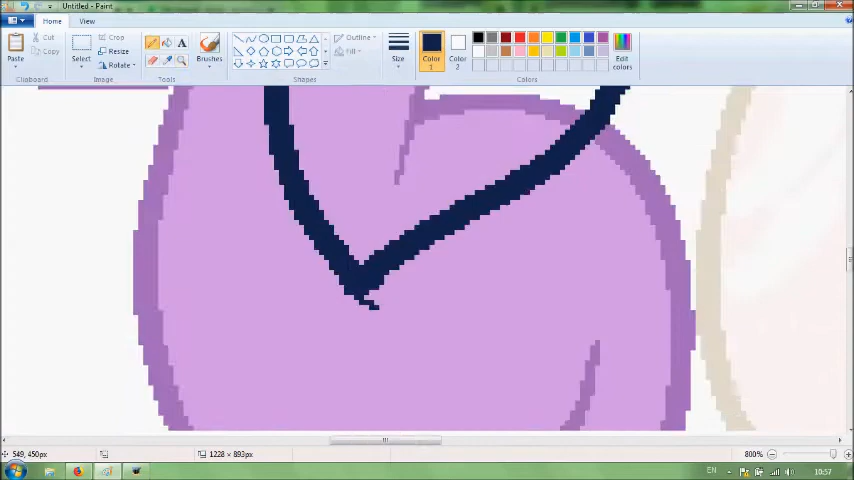 Untitled - Paint
Home View
Paste
Cut
Copy
Clipboard
Select
Crop
Resize
Rotate
Image
A
Tools
Brushes
Outline
Fill
Shapes
Size
Color 1
Color 2
Edit colors
Colors
549, 450px
1228 × 893px
800%
EN
10:57